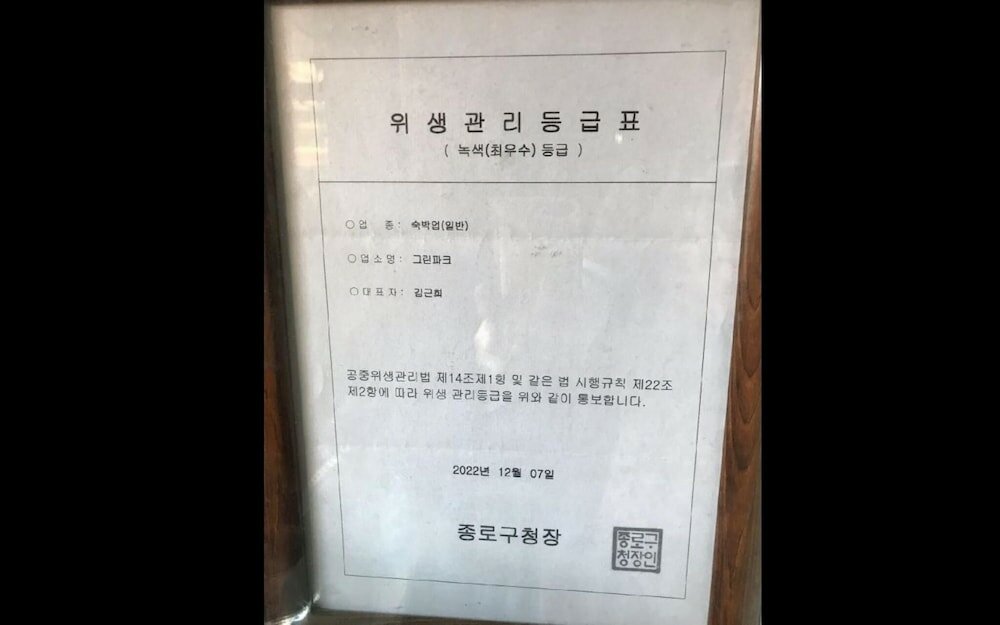 위생관리등급표
( 녹색(최우수) 등급 )
○ 업 종 : 숙박업(일반)
○ 업소명 : 그린파크
○ 대표자 : 김근희
공중위생관리법 제14조제1항 및 같은 법 시행규칙 제22조
제2항에 따라 위생 관리등급을 위와 같이 통보합니다.
2022년 12월 07일
종로구청장
종로구
청장인